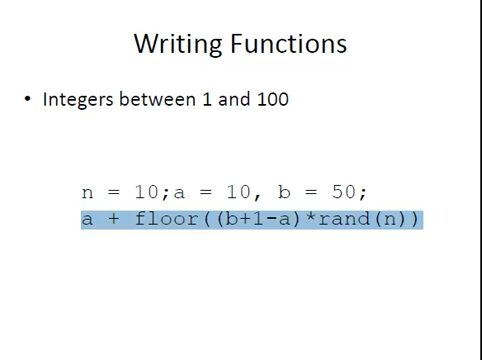 Writing Functions
• Integers between 1 and 100
n = 10;a = 10, b = 50;
a + floor((b+1-a)*rand(n))